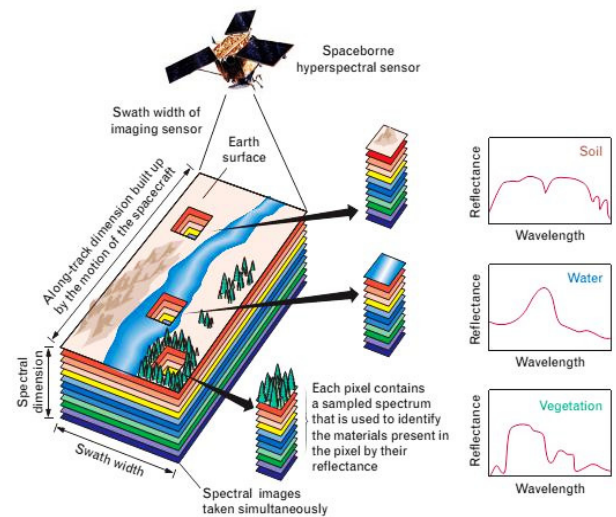 Spaceborne
hyperspectral sensor
Swath width of
imaging sensor
Earth
surface
Along-track dimension built up
by the motion of the spacecraft
Soil
Reflectance
Wavelength
Water
Reflectance
Wavelength
Spectral
dimension
Each pixel contains
a sampled spectrum
that is used to identify
the materials present in
the pixel by their
reflectance
Vegetation
Reflectance
Wavelength
Swath width
Spectral images
taken simultaneously